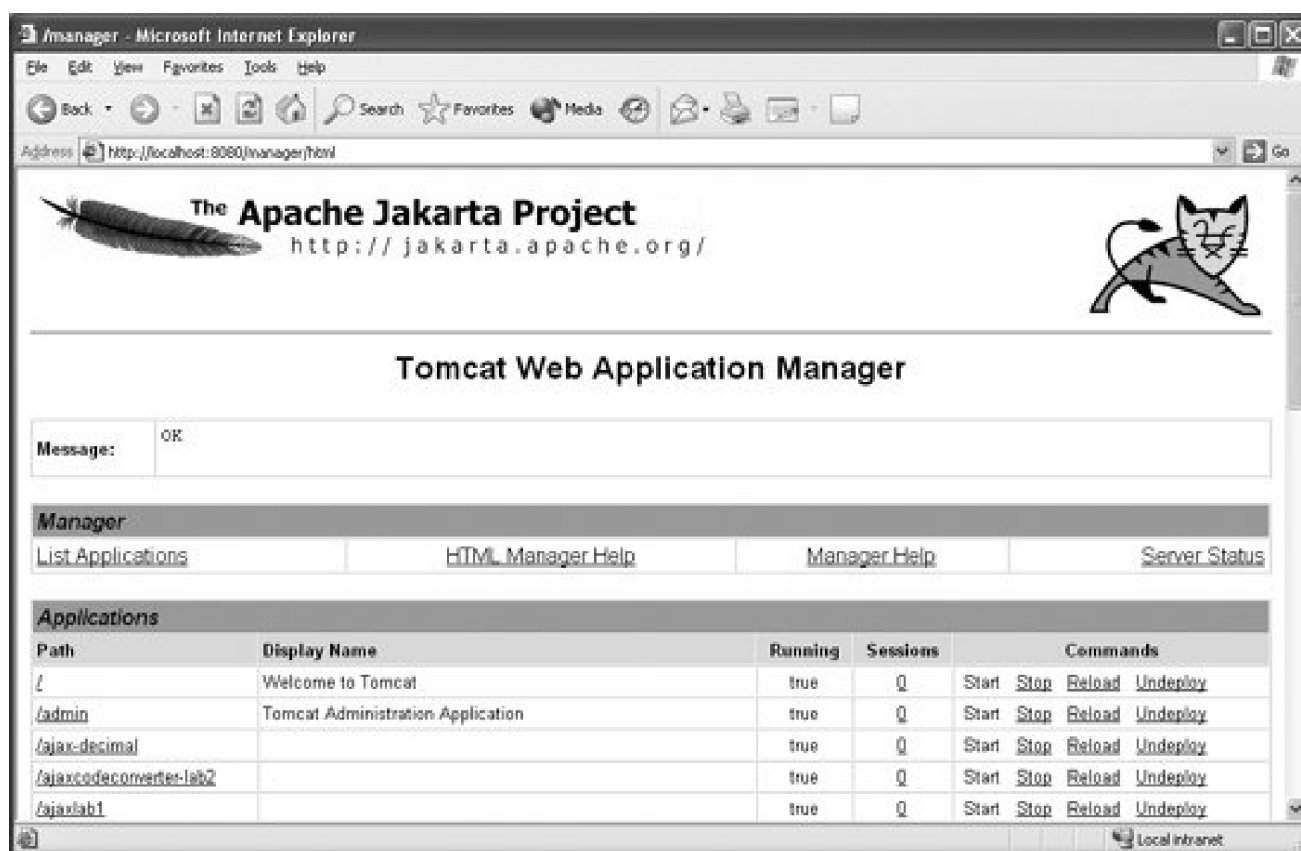 /manager - Microsoft Internet Explorer
File Edit View Favorites Tools Help
Back Search Favorites Media
Address http://localhost:8080/manager/html Go
The Apache Jakarta Project
http://jakarta.apache.org/
Tomcat Web Application Manager
Message: OK
Manager
List Applications HTML Manager Help Manager Help Server Status
Applications
Path Display Name Running Sessions Commands
/ Welcome to Tomcat true 0 Start Stop Reload Undeploy
/admin Tomcat Administration Application true 0 Start Stop Reload Undeploy
/ajax-decimal true 0 Start Stop Reload Undeploy
/ajaxcodeconverter-lab2 true 0 Start Stop Reload Undeploy
/ajaxlab1 true 0 Start Stop Reload Undeploy
Local intranet